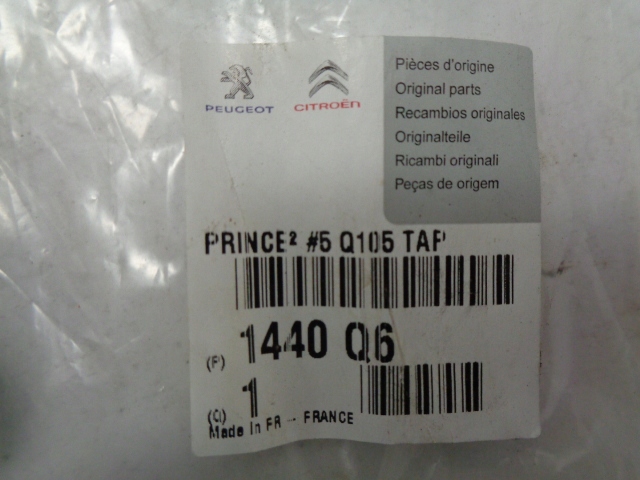 PEUGEOT CITROËN
Pièces d'origine
Original parts
Recambios originales
Originalteile
Ricambi originali
Peças de origem
PRINCE² #5 Q105 TAP
(P) 1440 Q6
(Q) 1
Made in FR -- FRANCE